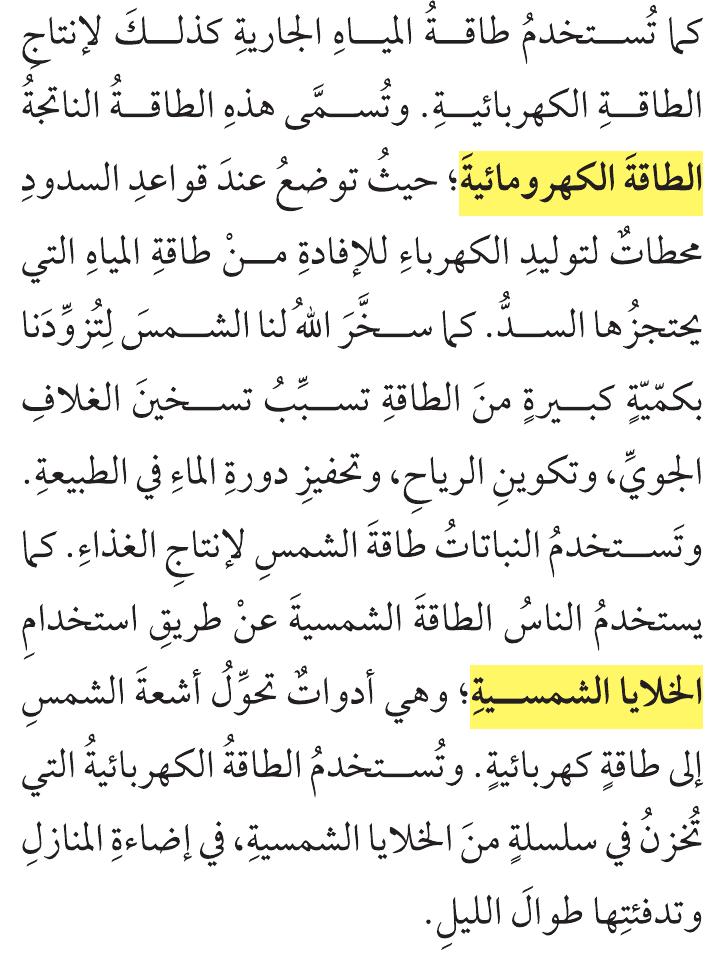 كما تُستخدمُ طاقةُ المياهِ الجاريةِ كذلكَ لإنتاجِ
الطاقةِ الكهربائيةِ. وتُسمَّى هذهِ الطاقةُ الناتجةُ
الطاقةَ الكهرومائيةَ؛ حيثُ توضعُ عندَ قواعدِ السدودِ
محطاتٌ لتوليدِ الكهرباءِ للإفادةِ منْ طاقةِ المياهِ التي
يحتجزُها السدُّ. كما سخَّرَ اللهُ لنا الشمسَ لِتُزوِّدَنا
بكمّيّةٍ كبيرةٍ منَ الطاقةِ تسبِّبُ تسخينَ الغلافِ
الجويِّ، وتكوينِ الرياحِ، وتحفيزِ دورةِ الماءِ في الطبيعةِ.
وتَستخدمُ النباتاتُ طاقةَ الشمسِ لإنتاجِ الغذاءِ. كما
يستخدمُ الناسُ الطاقةَ الشمسيةَ عنْ طريقِ استخدامِ
الخلايا الشمسيةِ؛ وهي أدواتٌ تحوِّلُ أشعةَ الشمسِ
إلى طاقةٍ كهربائيةٍ. وتُستخدمُ الطاقةُ الكهربائيةُ التي
تُخزنُ في سلسلةٍ منَ الخلايا الشمسيةِ، في إضاءةِ المنازلِ
وتدفئتِها طوالَ الليلِ.